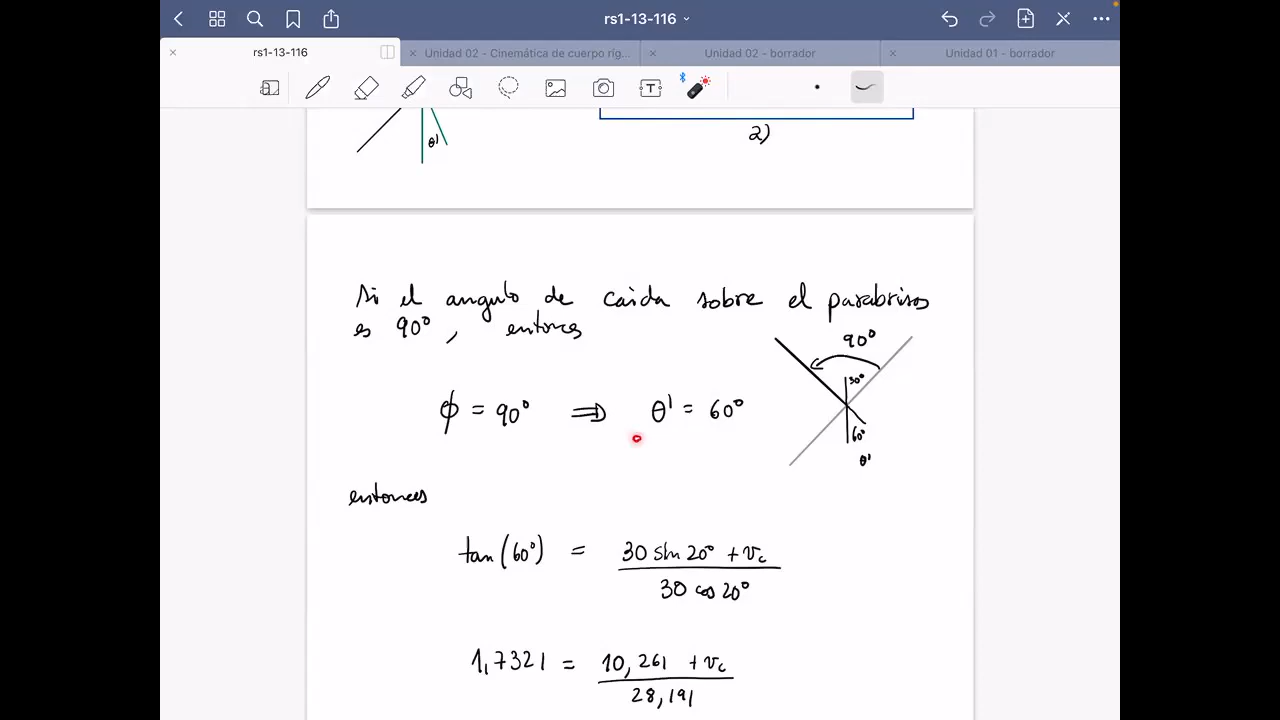 rs1-13-116
rs1-13-116
Unidad 02 - Cinemática de cuerpo ríg...
Unidad 02 - borrador
Unidad 01 - borrador
θ'
2)
Si el angulo de caida sobre el parabrisas
es 90°, entonces
90°
30°
ϕ = 90° ⟹ θ' = 60°
60°
θ'
entonces
tan(60°) = (30 sin 20° + v_c) / (30 cos 20°)
1,7321 = (10,261 + v_c) / 28,191